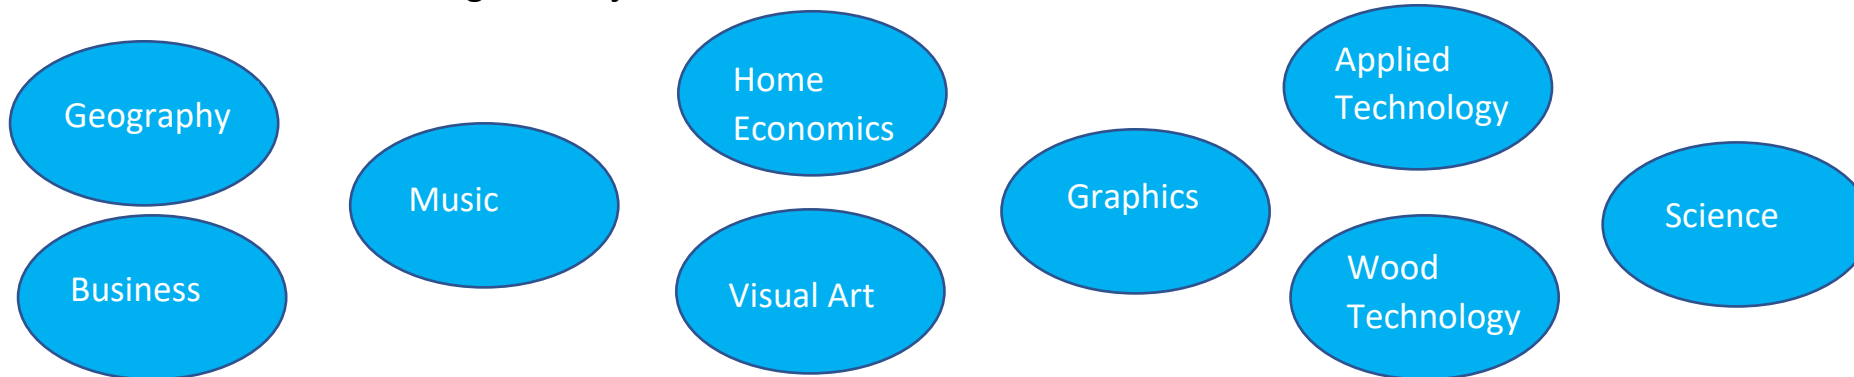 Geography
Business
Music
Home
Economics
Visual Art
Graphics
Applied
Technology
Wood
Technology
Science